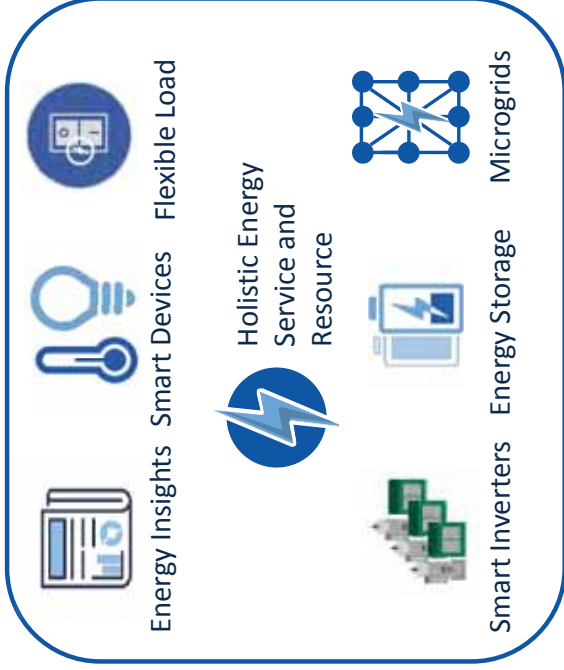 Energy Insights
Smart Devices
Flexible Load
Holistic Energy
Service and
Resource
Smart Inverters
Energy Storage
Microgrids